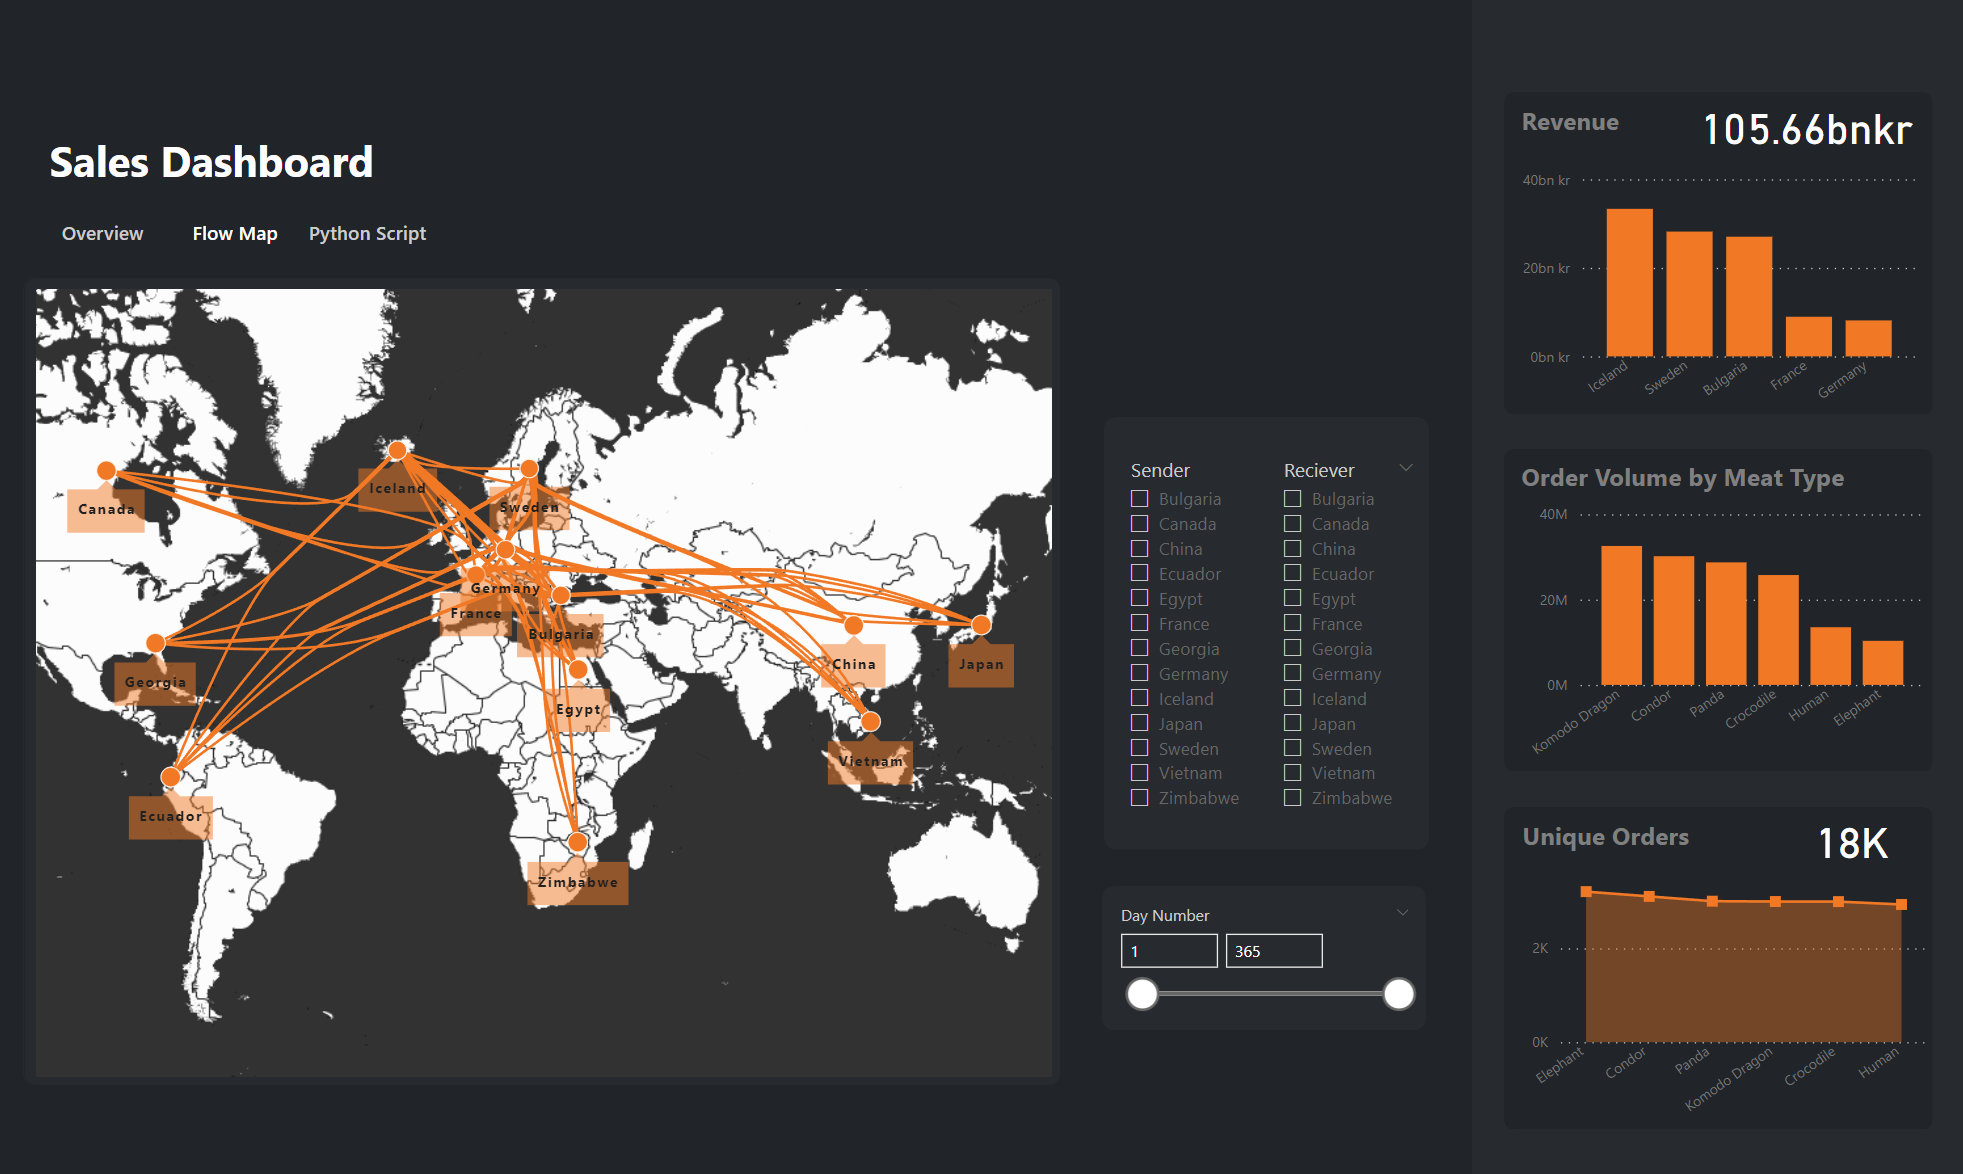 Sales Dashboard
Overview Flow Map Python Script
Canada
Iceland
Sweden
Germany
France
Bulgaria
Georgia
Egypt
China
Japan
Vietnam
Ecuador
Zimbabwe
Sender Reciever
Bulgaria Bulgaria
Canada Canada
China China
Ecuador Ecuador
Egypt Egypt
France France
Georgia Georgia
Germany Germany
Iceland Iceland
Japan Japan
Sweden Sweden
Vietnam Vietnam
Zimbabwe Zimbabwe
Day Number
1 365
Revenue 105.66bnkr
40bn kr
20bn kr
0bn kr
Iceland Sweden Bulgaria France Germany
Order Volume by Meat Type
40M
20M
0M
Komodo Dragon Condor Panda Crocodile Human Elephant
Unique Orders 18K
2K
0K
Elephant Condor Panda Komodo Dragon Crocodile Human